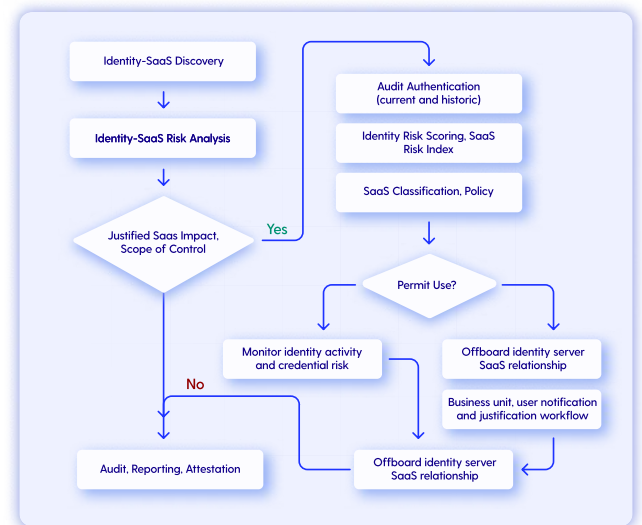 Identity-SaaS Discovery
Identity-SaaS Risk Analysis
Justified Saas Impact,
Scope of Control
Yes
Audit Authentication
(current and historic)
Identity Risk Scoring, SaaS
Risk Index
SaaS Classification, Policy
Permit Use?
Monitor identity activity
and credential risk
Offboard identity server
SaaS relationship
Business unit, user notification
and justification workflow
No
Audit, Reporting, Attestation
Offboard identity server
SaaS relationship